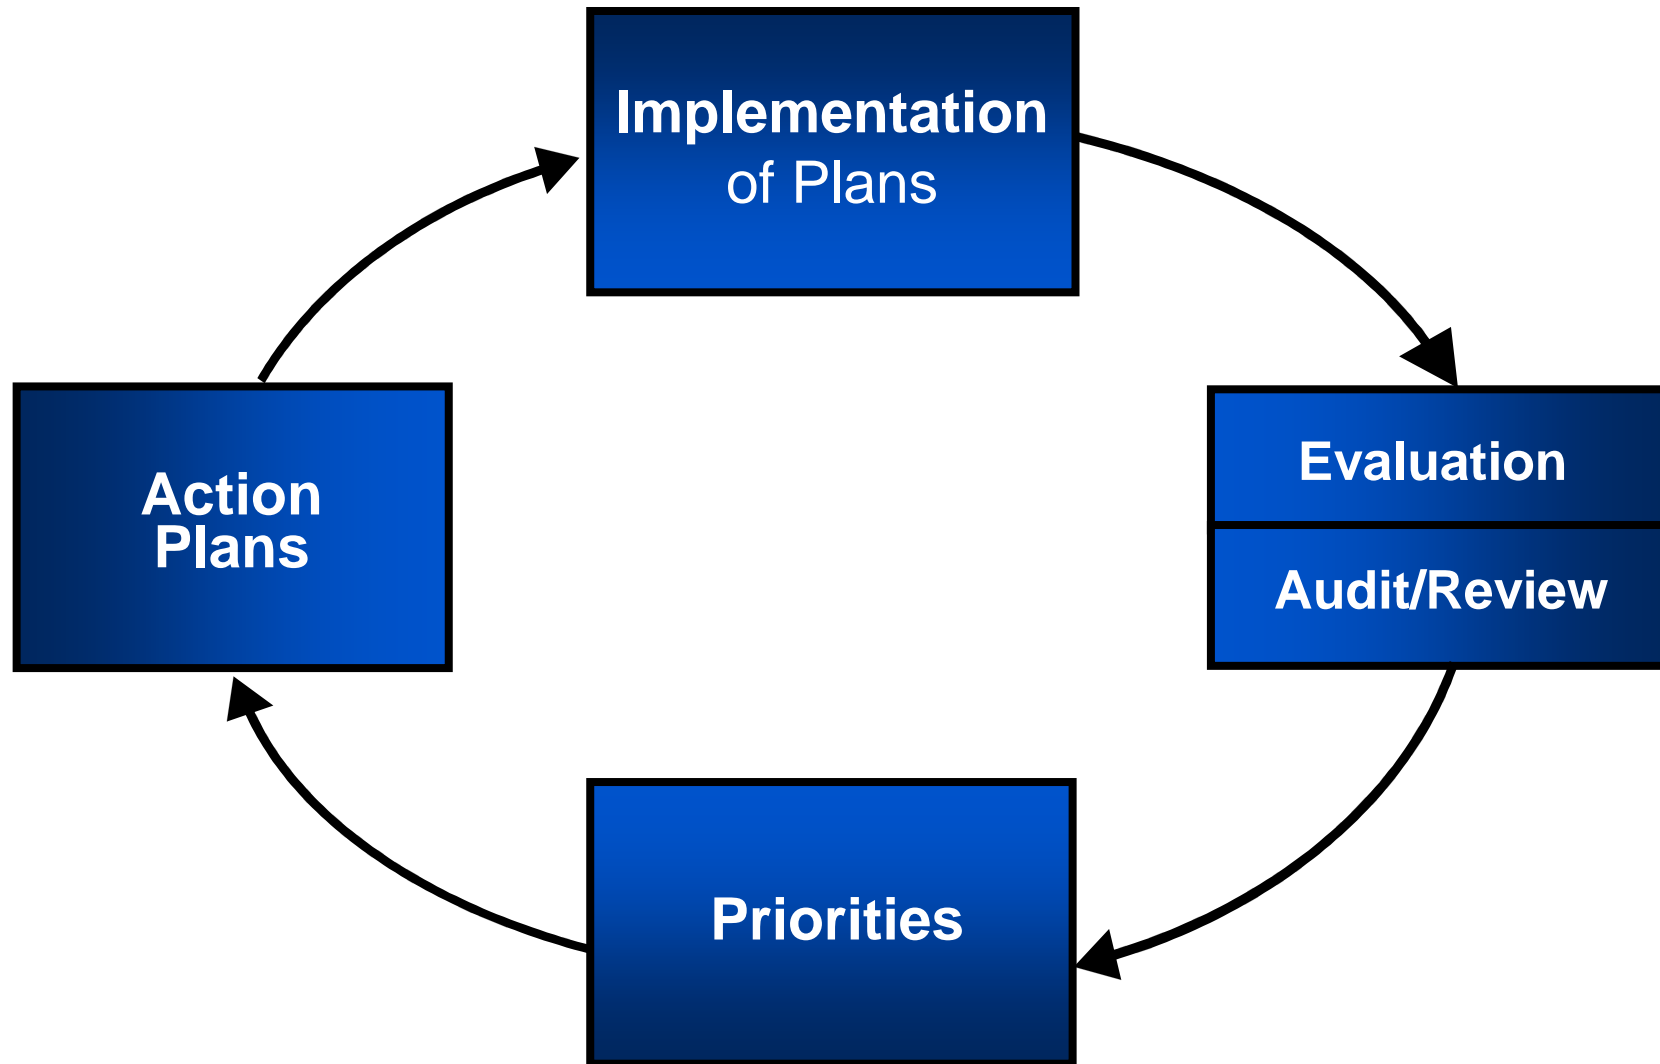 Implementation
of Plans
Evaluation
Audit/Review
Action
Plans
Priorities